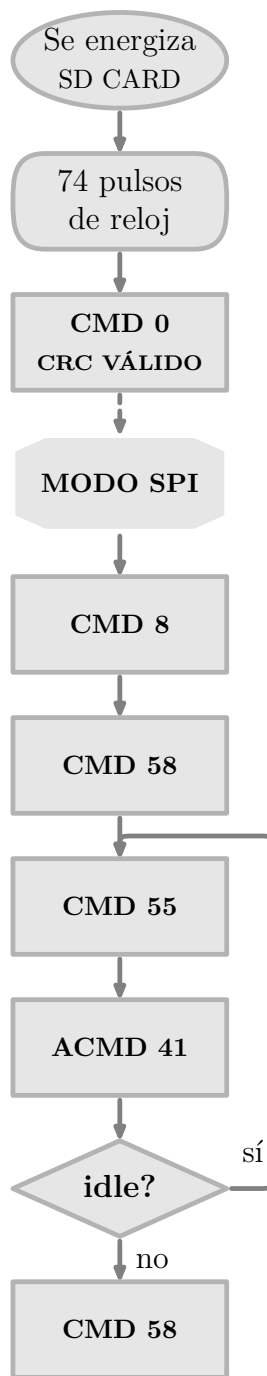 Se energiza
SD CARD
74 pulsos
de reloj
CMD 0
CRC VÁLIDO
MODO SPI
CMD 8
CMD 58
CMD 55
ACMD 41
sí
idle?
no
CMD 58